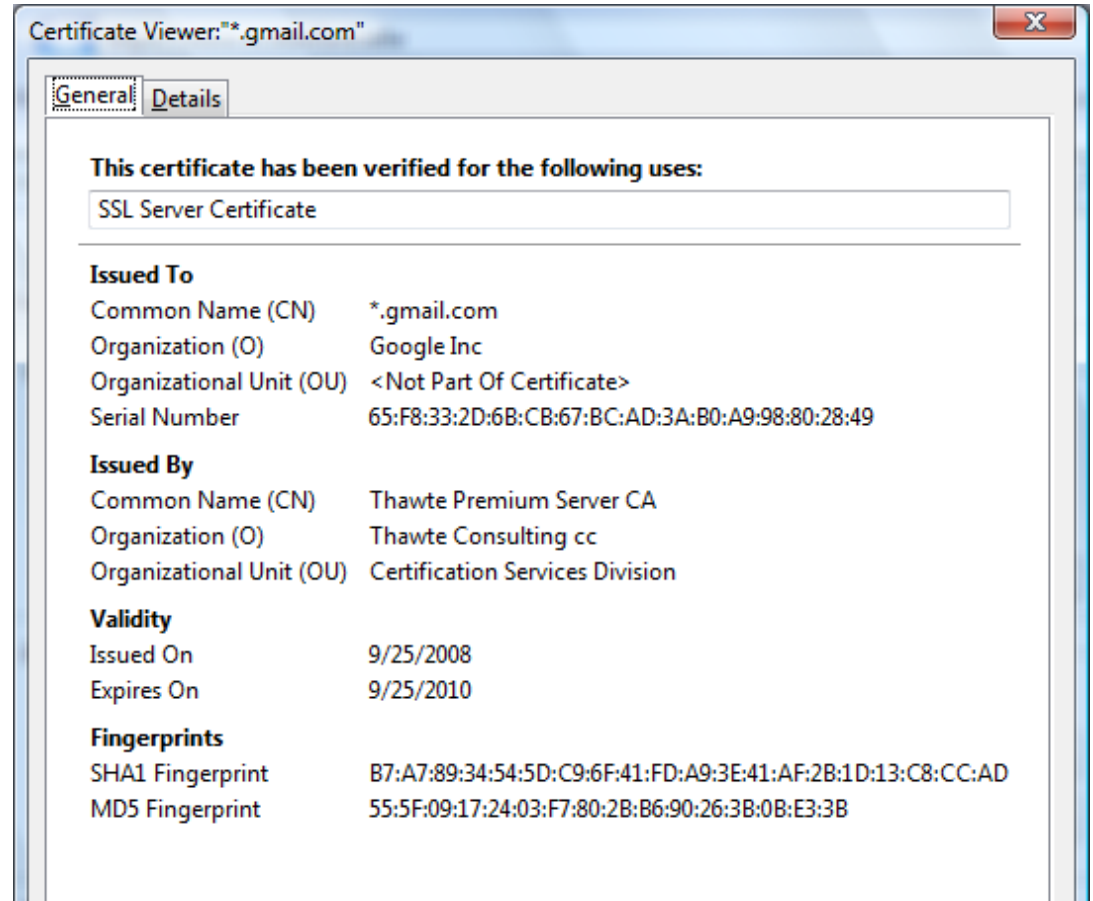 Certificate Viewer:"*.gmail.com"
General Details
This certificate has been verified for the following uses:
SSL Server Certificate
Issued To
Common Name (CN) *.gmail.com
Organization (O) Google Inc
Organizational Unit (OU) <Not Part Of Certificate>
Serial Number 65:F8:33:2D:6B:CB:67:BC:AD:3A:B0:A9:98:80:28:49
Issued By
Common Name (CN) Thawte Premium Server CA
Organization (O) Thawte Consulting cc
Organizational Unit (OU) Certification Services Division
Validity
Issued On 9/25/2008
Expires On 9/25/2010
Fingerprints
SHA1 Fingerprint B7:A7:89:34:54:5D:C9:6F:41:FD:A9:3E:41:AF:2B:1D:13:C8:CC:AD
MD5 Fingerprint 55:5F:09:17:24:03:F7:80:2B:B6:90:26:3B:0B:E3:3B